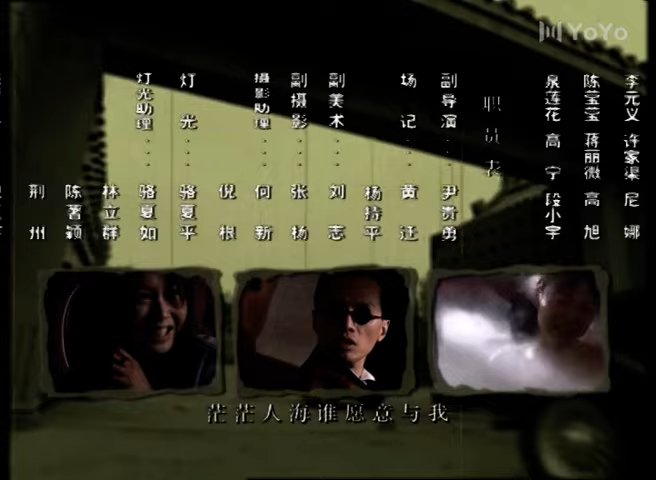 YoYo
李元义 许家渠 尼娜
陈莹莹 蒋丽微 高旭
泉莲花 高宁 段小宇
职员表
副导演... 尹贵勇
场记... 黄迁
杨持平
副美术... 刘志
副摄影... 张杨
摄影助理... 何新
倪根
灯光... 骆夏平
灯光助理... 骆夏如
林立群
陈著颖
荆州
茫茫人海谁愿意与我